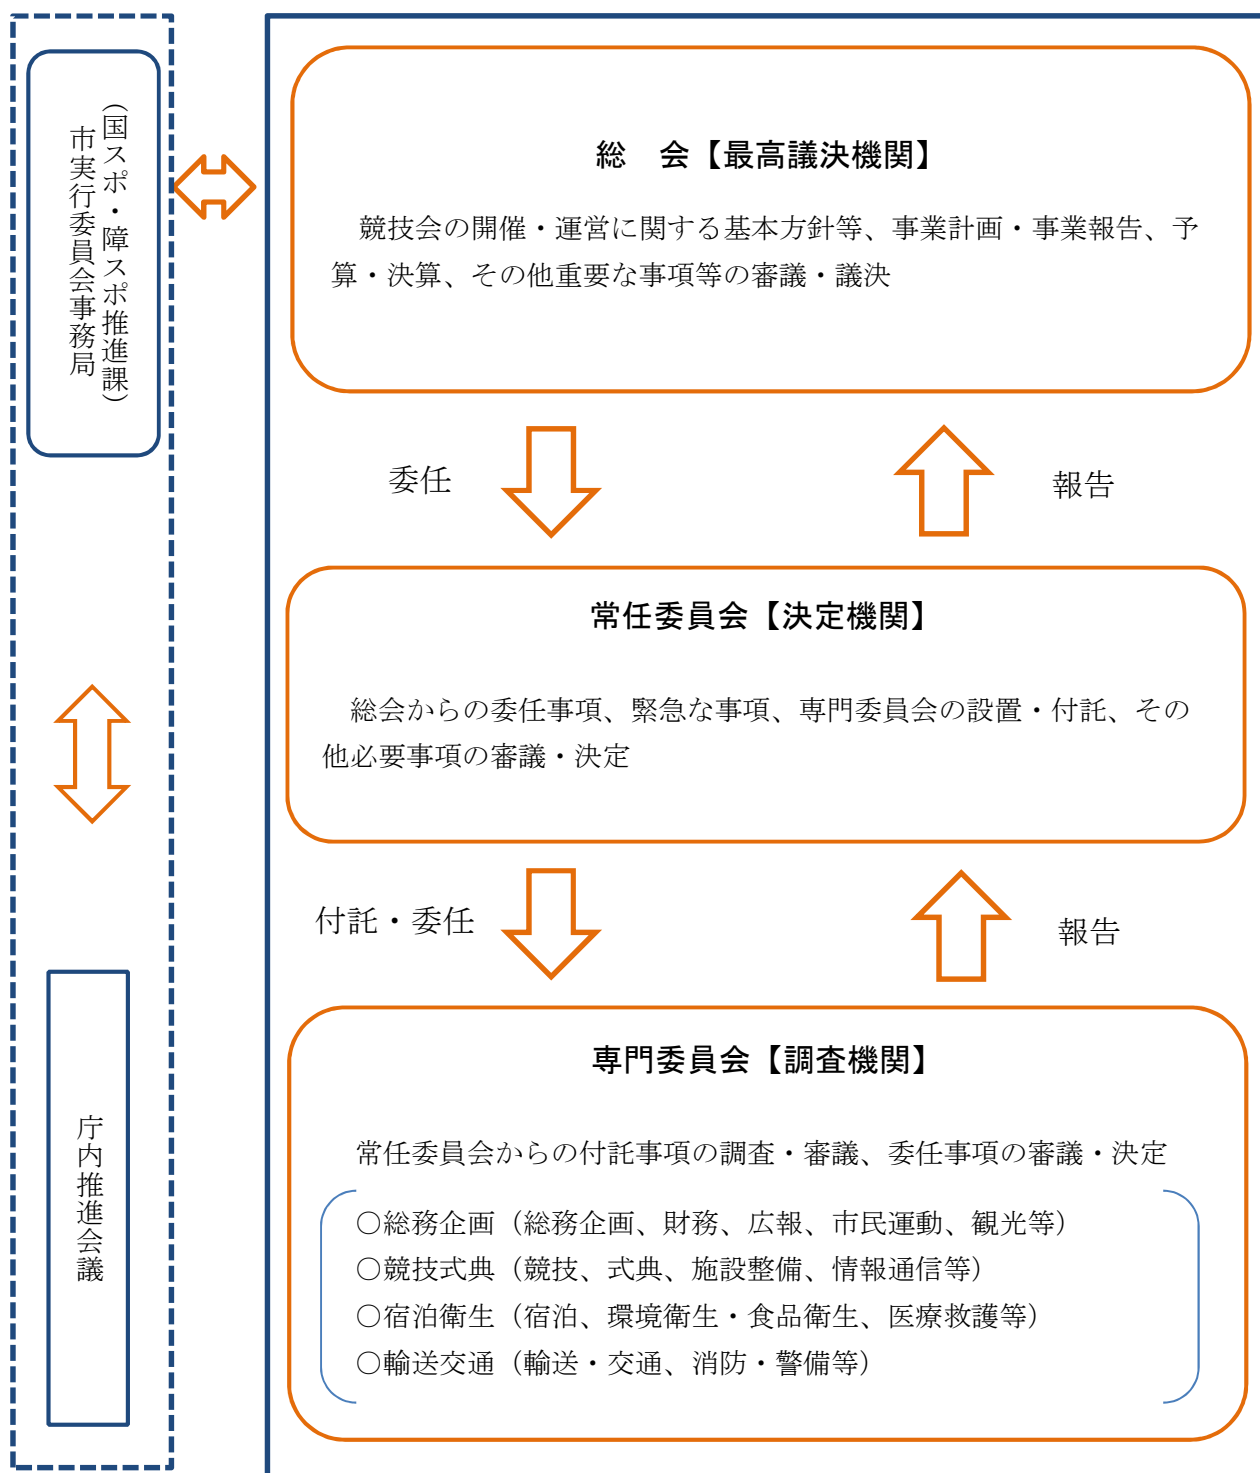 （国スポ・障スポ推進課）
市実行委員会事務局
総　会【最高議決機関】
競技会の開催・運営に関する基本方針等、事業計画・事業報告、予
算・決算、その他重要な事項等の審議・議決
委任
報告
常任委員会【決定機関】
総会からの委任事項、緊急な事項、専門委員会の設置・付託、その
他必要事項の審議・決定
付託・委任
報告
専門委員会【調査機関】
常任委員会からの付託事項の調査・審議、委任事項の審議・決定
○総務企画（総務企画、財務、広報、市民運動、観光等）
○競技式典（競技、式典、施設整備、情報通信等）
○宿泊衛生（宿泊、環境衛生・食品衛生、医療救護等）
○輸送交通（輸送・交通、消防・警備等）
庁内推進会議